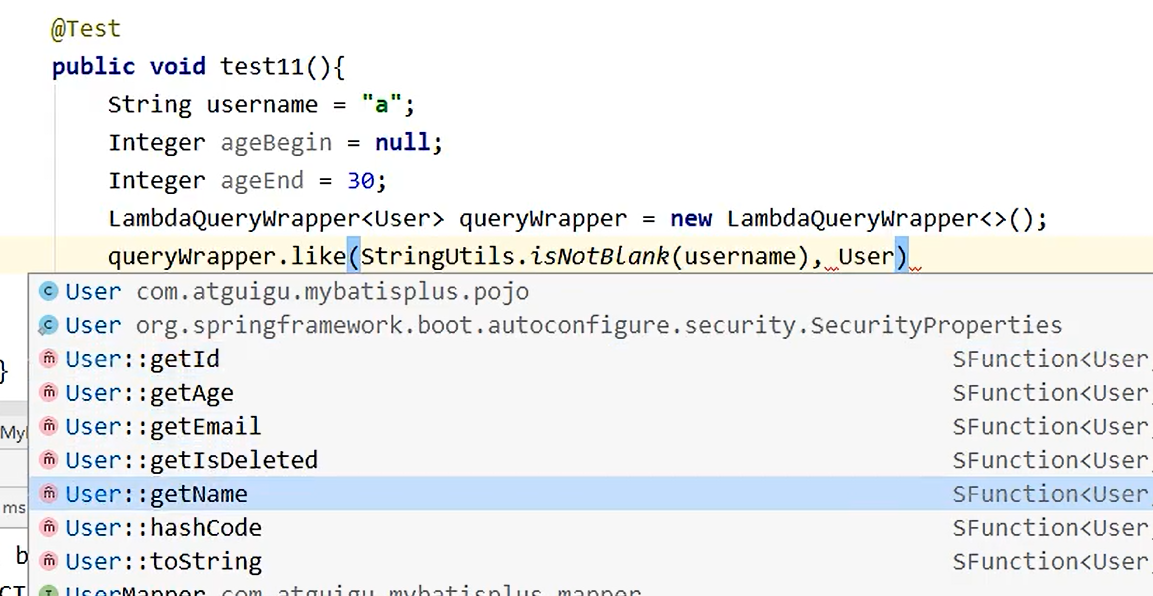 @Test
public void test11(){
String username = "a";
Integer ageBegin = null;
Integer ageEnd = 30;
LambdaQueryWrapper<User> queryWrapper = new LambdaQueryWrapper<>();
queryWrapper.like(StringUtils.isNotBlank(username), User)
User com.atguigu.mybatisplus.pojo
User org.springframework.boot.autoconfigure.security.SecurityProperties
}
User::getId SFunction<User,
User::getAge SFunction<User,
My User::getEmail SFunction<User,
User::getIsDeleted SFunction<User,
ms User::getName SFunction<User,
User::hashCode SFunction<User,
b User::toString SFunction<User,
UserMapper com.atguigu.mybatisplus.mapper